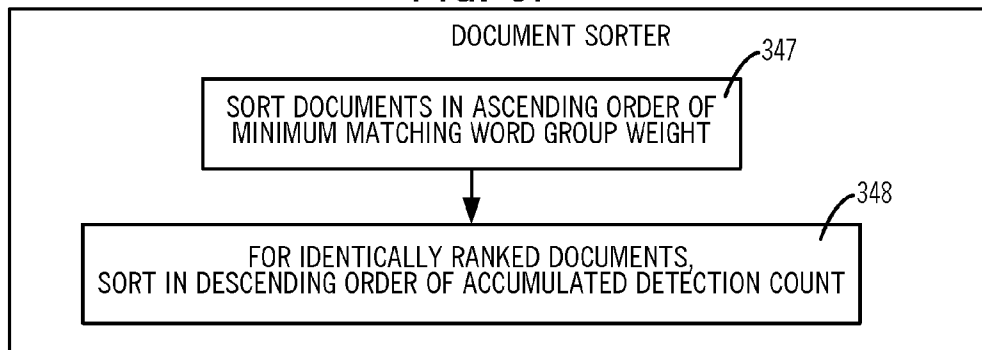 DOCUMENT SORTER
347
SORT DOCUMENTS IN ASCENDING ORDER OF
MINIMUM MATCHING WORD GROUP WEIGHT
348
FOR IDENTICALLY RANKED DOCUMENTS,
SORT IN DESCENDING ORDER OF ACCUMULATED DETECTION COUNT